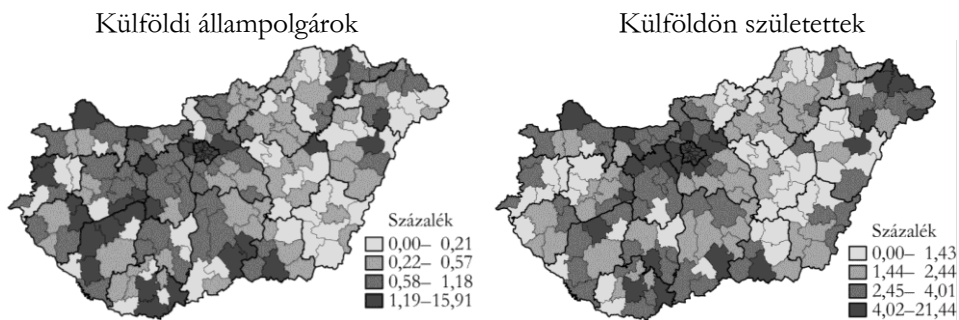 Külföldi állampolgárok
Százalék
0,00– 0,21
0,22– 0,57
0,58– 1,18
1,19–15,91
Külföldön születettek
Százalék
0,00– 1,43
1,44– 2,44
2,45– 4,01
4,02–21,44